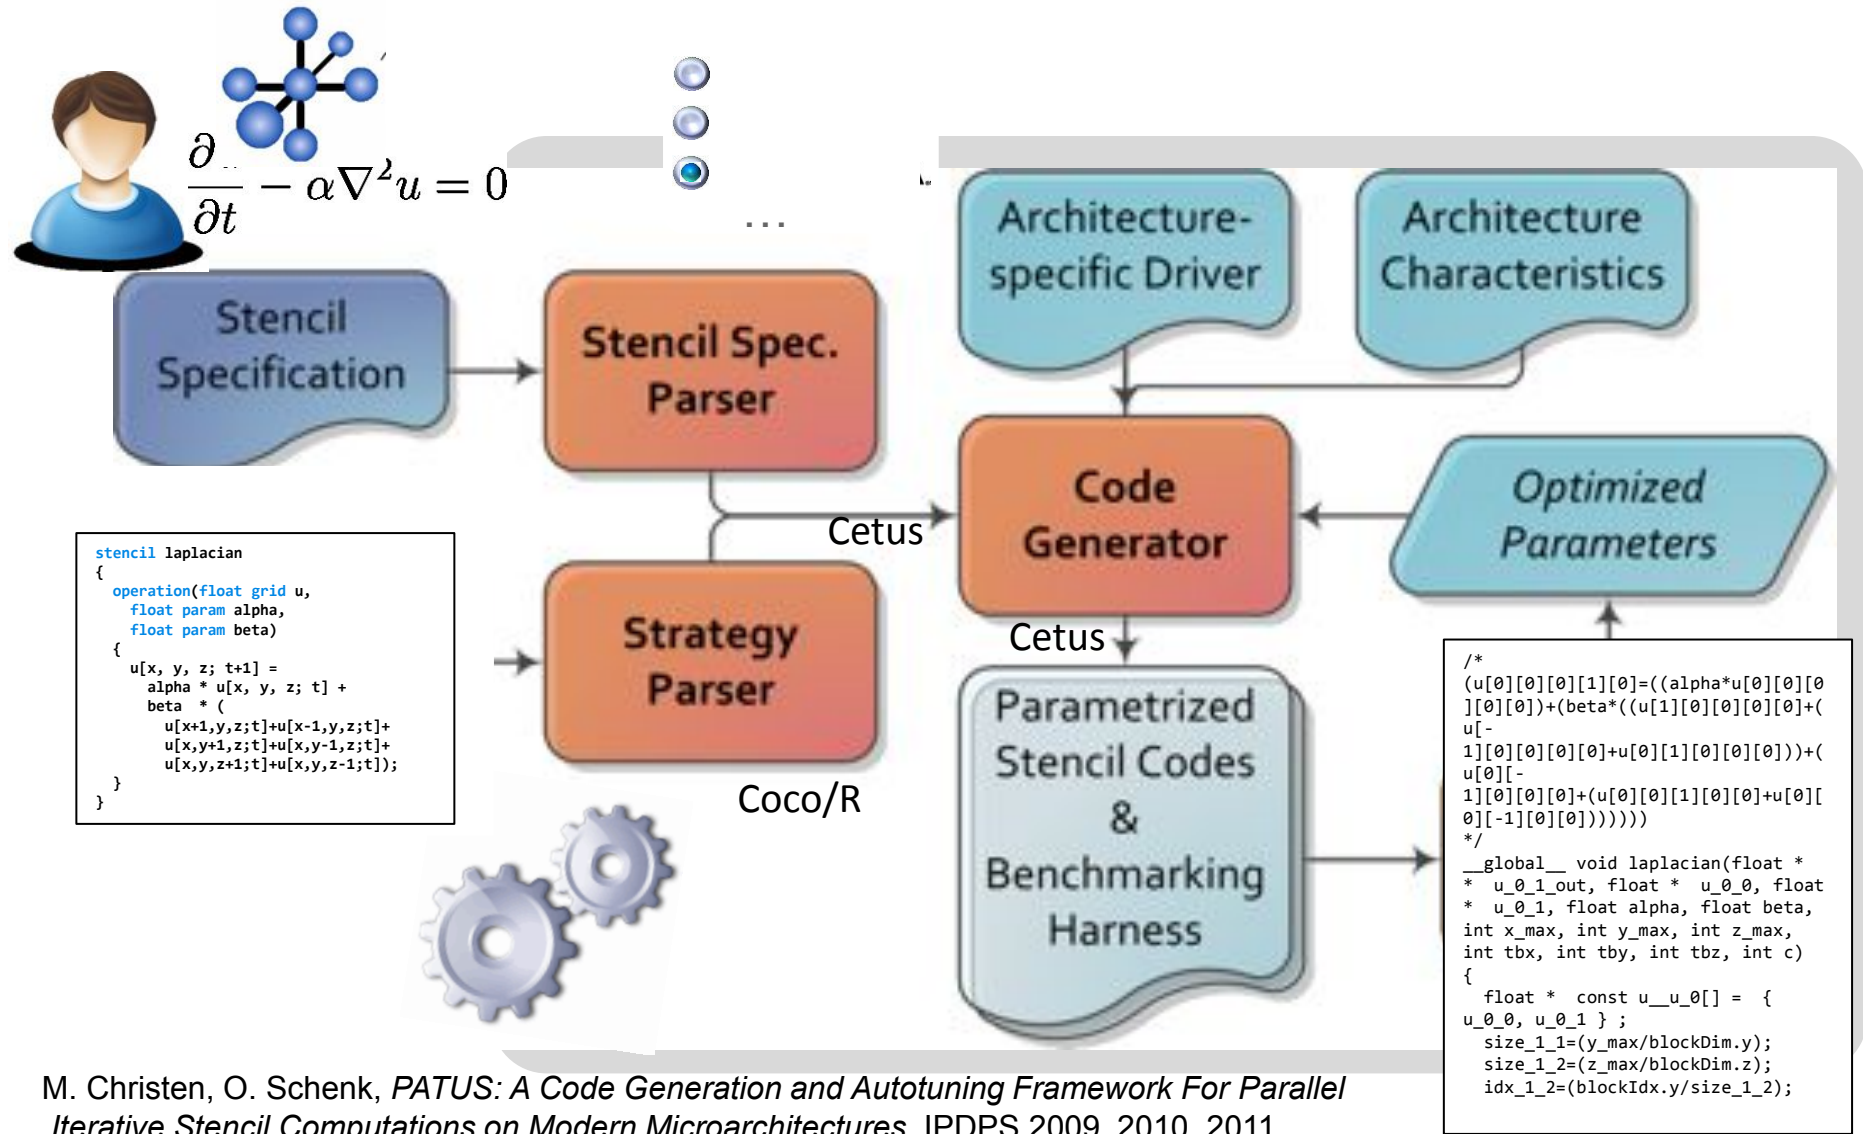 ∂
∂t − α∇²u = 0
...
Architecture-
specific Driver
Architecture
Characteristics
Stencil
Specification
Stencil Spec.
Parser
Code
Generator
Optimized
Parameters
Cetus
stencil laplacian
{
operation(float grid u,
float param alpha,
float param beta)
{
u[x, y, z; t+1] =
alpha * u[x, y, z; t] +
beta  * (
u[x+1,y,z;t]+u[x-1,y,z;t]+
u[x,y+1,z;t]+u[x,y-1,z;t]+
u[x,y,z+1;t]+u[x,y,z-1;t]);
}
}
Strategy
Parser
Coco/R
Cetus
Parametrized
Stencil Codes
&
Benchmarking
Harness
/*
(u[0][0][0][1][0]=((alpha*u[0][0][0
][0][0])+(beta*((u[1][0][0][0][0]+(
u[-
1][0][0][0][0]+u[0][1][0][0][0]))+(
u[0][-
1][0][0][0]+(u[0][0][1][0][0]+u[0][
0][-1][0][0]))))))
*/
__global__ void laplacian(float *
*  u_0_1_out, float *  u_0_0, float
*  u_0_1, float alpha, float beta,
int x_max, int y_max, int z_max,
int tbx, int tby, int tbz, int c)
{
float *  const u__u_0[] =  {
u_0_0, u_0_1 } ;
size_1_1=(y_max/blockDim.y);
size_1_2=(z_max/blockDim.z);
idx_1_2=(blockIdx.y/size_1_2);
M. Christen, O. Schenk, PATUS: A Code Generation and Autotuning Framework For Parallel
Iterative Stencil Computations on Modern Microarchitectures, IPDPS 2009, 2010, 2011